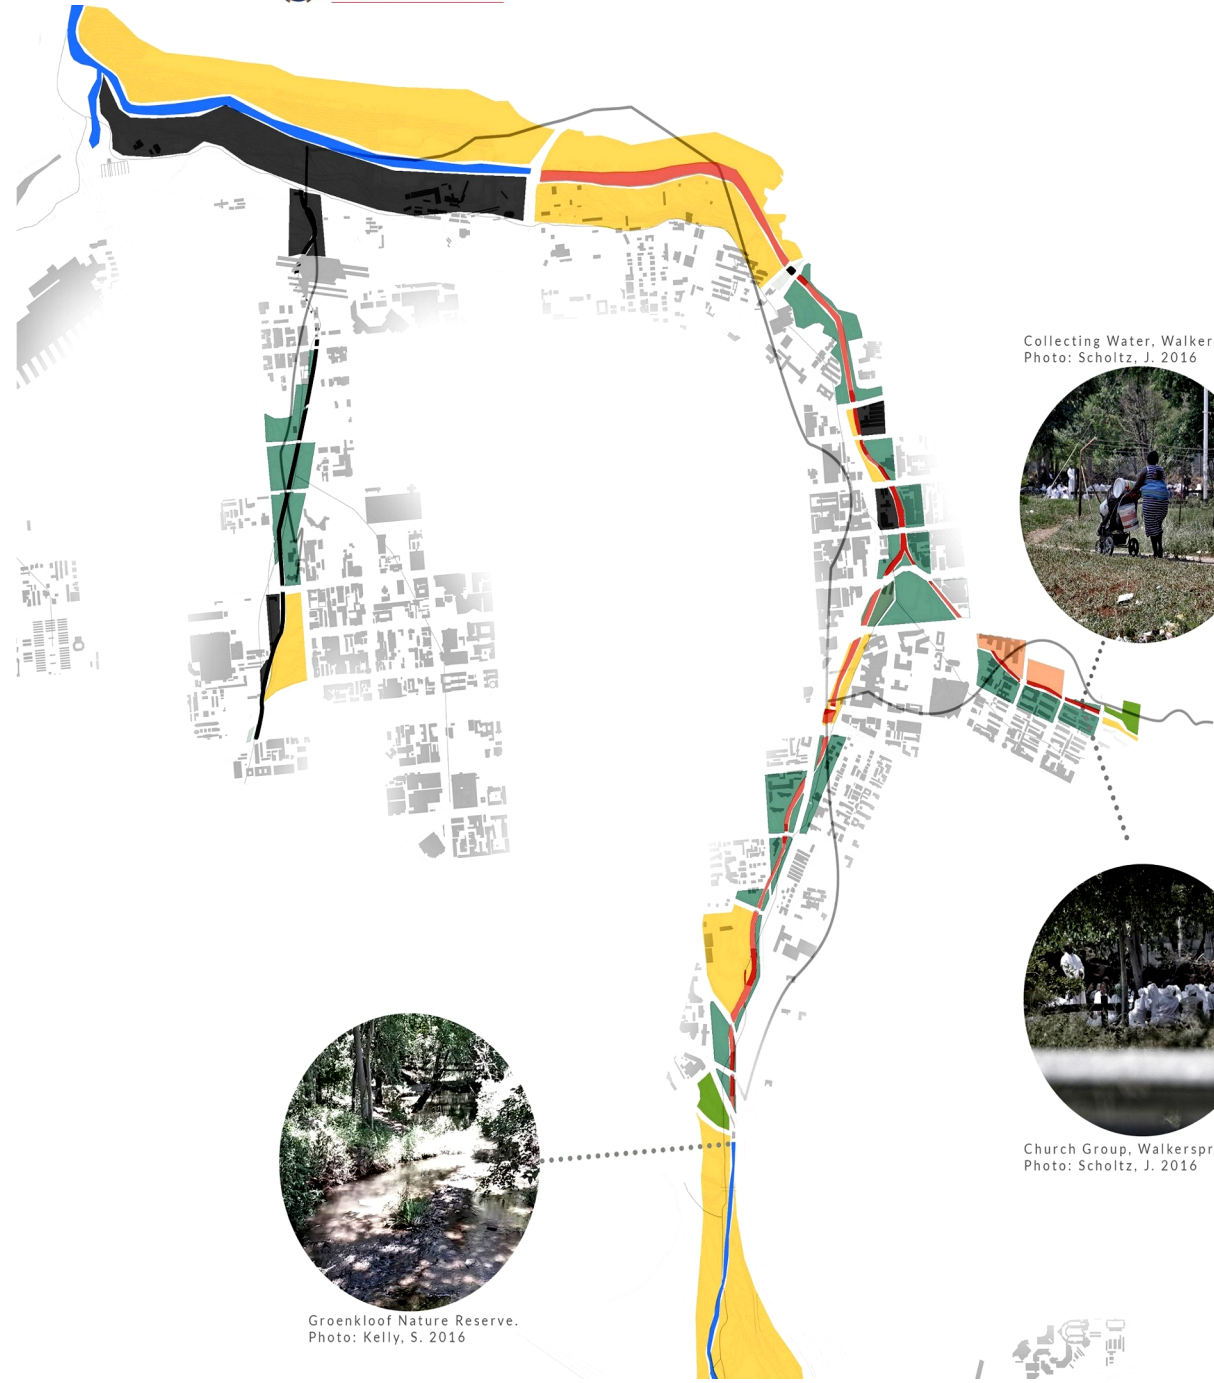 Collecting Water, Walker
Photo: Scholtz, J. 2016
Church Group, Walkerspr
Photo: Scholtz, J. 2016
Groenkloof Nature Reserve.
Photo: Kelly, S. 2016